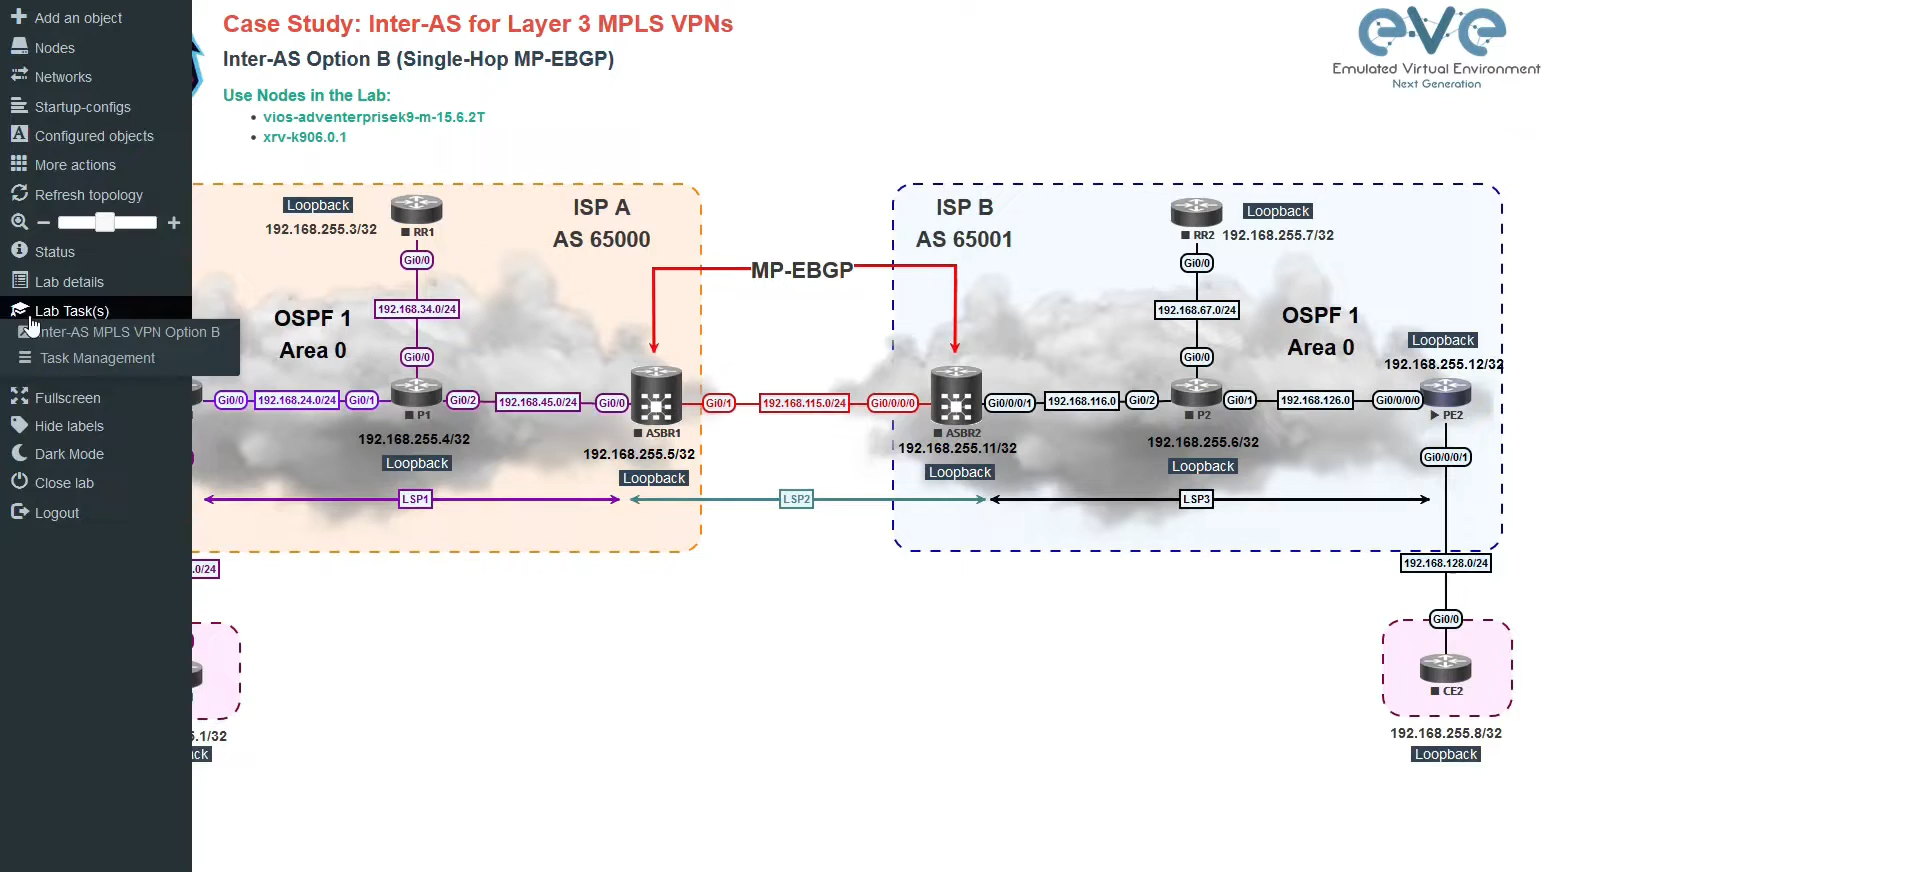 Add an object
Nodes
Networks
Startup-configs
Configured objects
More actions
Refresh topology
Status
Lab details
Lab Task(s)
Inter-AS MPLS VPN Option B
Task Management
Fullscreen
Hide labels
Dark Mode
Close lab
Logout
Case Study: Inter-AS for Layer 3 MPLS VPNs
Inter-AS Option B (Single-Hop MP-EBGP)
Use Nodes in the Lab:
• vios-adventerprisek9-m-15.6.2T
• xrv-k906.0.1
eve
Emulated Virtual Environment
Next Generation
Loopback
192.168.255.3/32
RR1
Gi0/0
192.168.34.0/24
Gi0/0
ISP A
AS 65000
OSPF 1
Area 0
Gi0/0
192.168.24.0/24
Gi0/1
P1
Gi0/2
192.168.45.0/24
Gi0/0
192.168.255.4/32
Loopback
ASBR1
192.168.255.5/32
Loopback
LSP1
MP-EBGP
Gi0/1
192.168.115.0/24
Gi0/0/0/0
LSP2
ISP B
AS 65001
RR2
Loopback
192.168.255.7/32
Gi0/0
192.168.67.0/24
Gi0/0
OSPF 1
Area 0
Loopback
192.168.255.12/32
ASBR2
192.168.255.11/32
Loopback
Gi0/0/0/1
192.168.116.0
Gi0/2
P2
Gi0/1
192.168.126.0
Gi0/0/0/0
PE2
192.168.255.6/32
Loopback
LSP3
Gi0/0/0/1
192.168.128.0/24
Gi0/0
CE2
192.168.255.8/32
Loopback
.0/24
5.1/32
ack